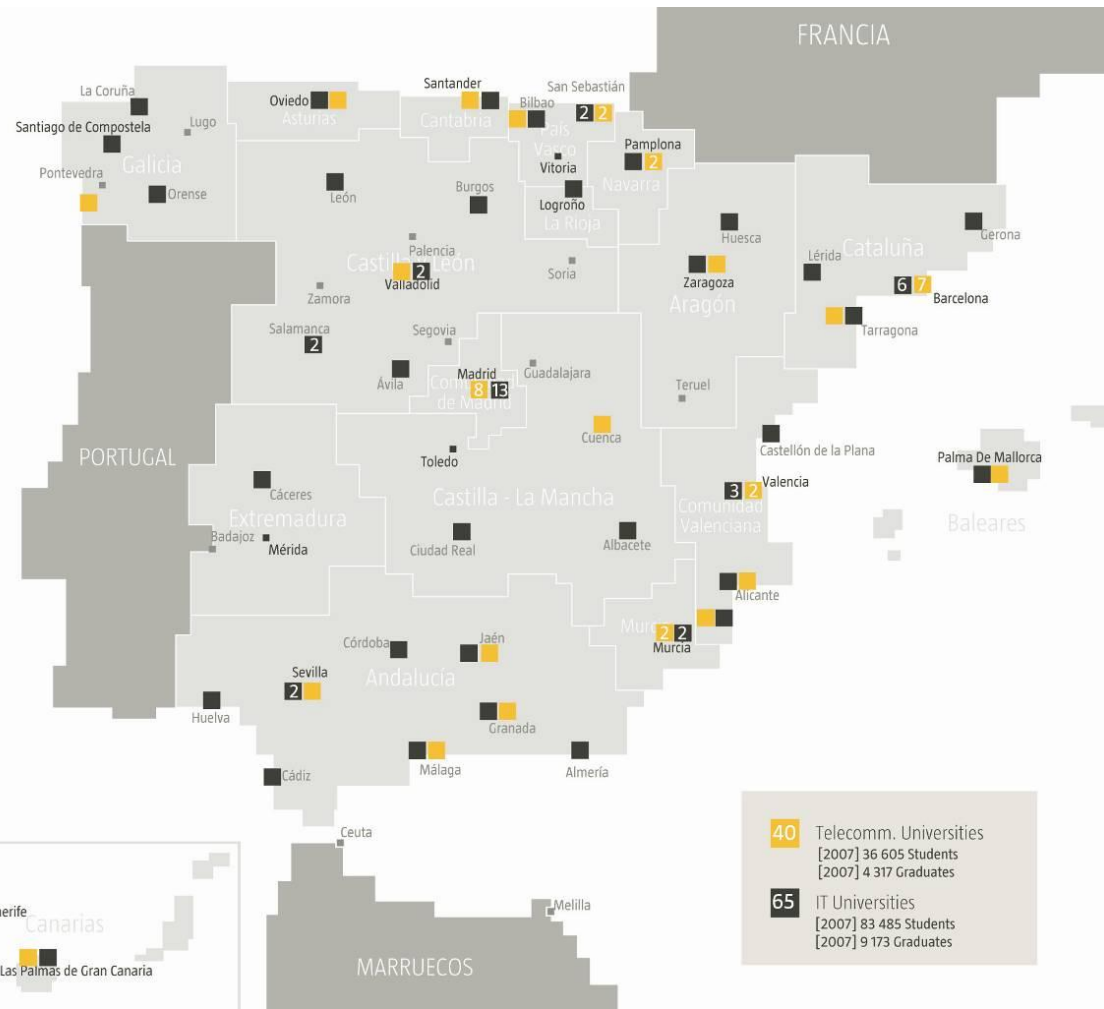 FRANCIA
La Coruña
Santiago de Compostela
Lugo
Galicia
Pontevedra
Orense
Oviedo
Asturias
Santander
Cantabria
Bilbao
San Sebastián
2 2
País
Vasco
Vitoria
Pamplona
2
Navarra
Logroño
La Rioja
León
Burgos
Palencia
Castilla León
2
Valladolid
Zamora
Soria
Salamanca
2
Segovia
Ávila
Madrid
8 13
de Madrid
Guadalajara
Huesca
Zaragoza
Aragón
Teruel
Cataluña
Gerona
Lérida
6 7
Barcelona
Tarragona
Cuenca
Toledo
Castilla - La Mancha
Ciudad Real
Albacete
Castellón de la Plana
3 2 Valencia
Comunidad
Valenciana
Alicante
Palma De Mallorca
Baleares
PORTUGAL
Cáceres
Extremadura
Badajoz
Mérida
2 2
Murcia
Córdoba
Jaén
Sevilla
2
Andalucía
Huelva
Granada
Málaga
Almería
Cádiz
Ceuta
Melilla
MARRUECOS
Canarias
Las Palmas de Gran Canaria
40 Telecomm. Universities
[2007] 36 605 Students
[2007] 4 317 Graduates
65 IT Universities
[2007] 83 485 Students
[2007] 9 173 Graduates